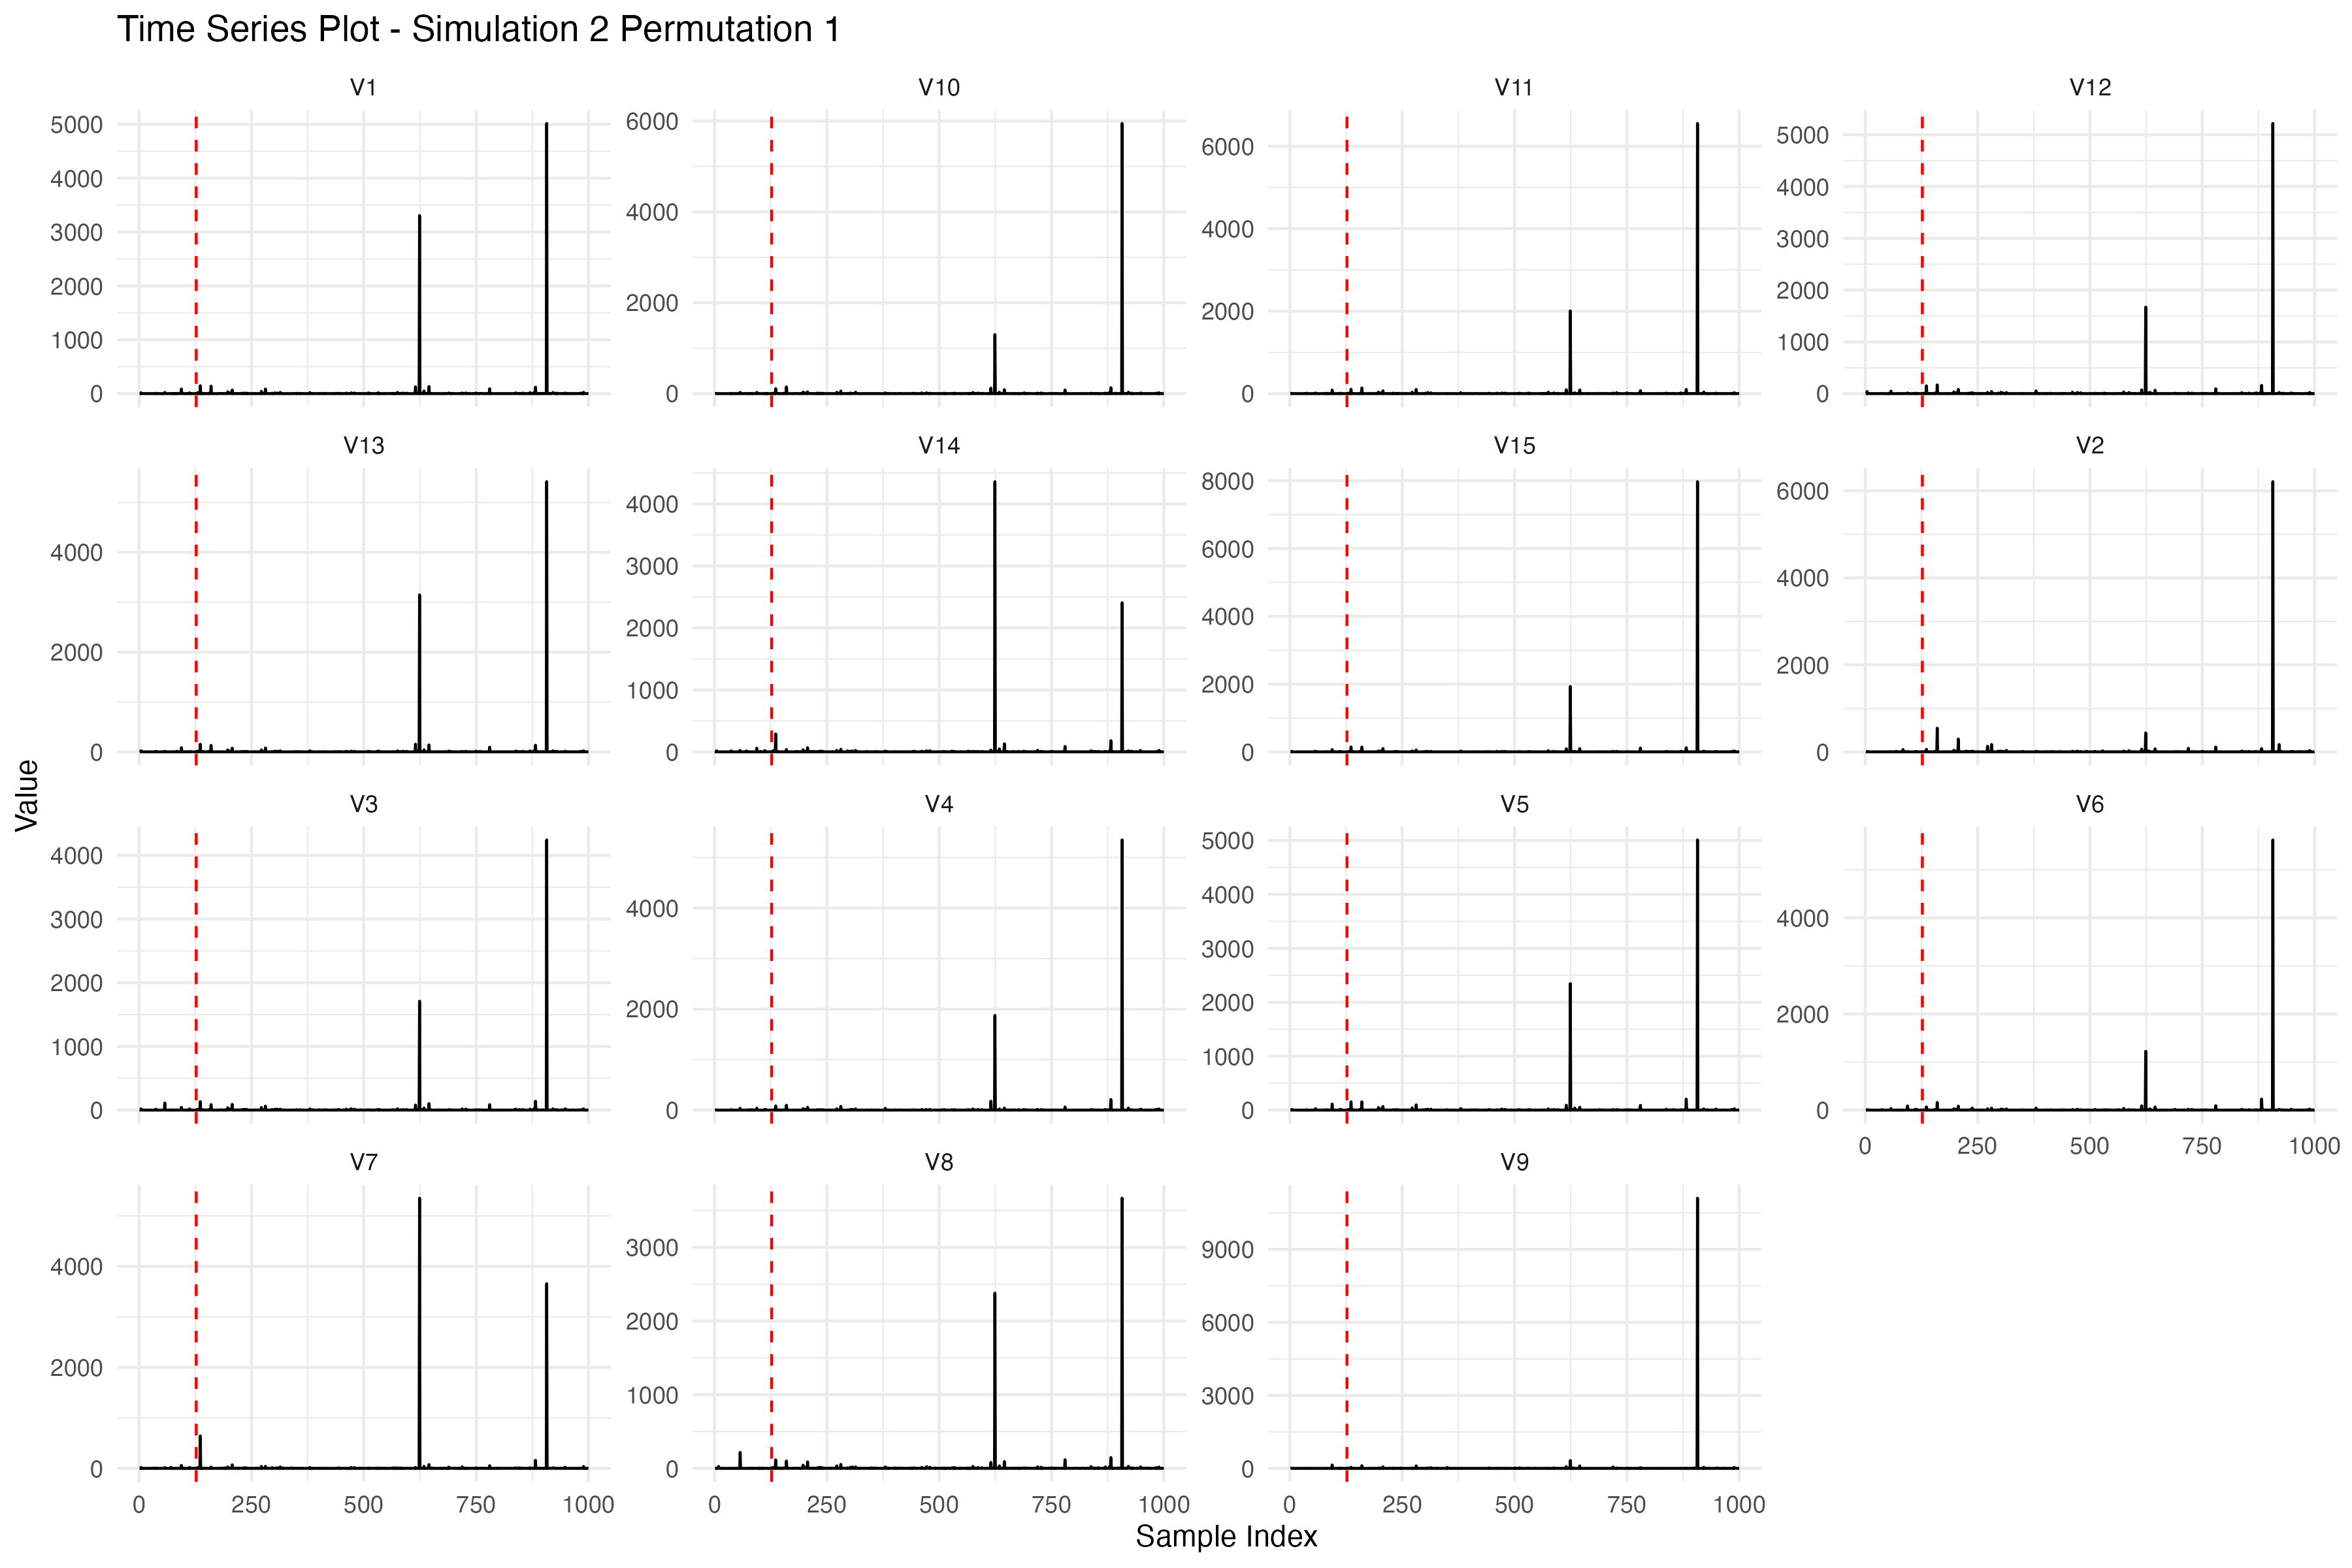 Time Series Plot - Simulation 2 Permutation 1
V1 V10 V11 V12
5000 4000 3000 2000 1000 0
6000 4000 2000 0
6000 4000 2000 0
5000 4000 3000 2000 1000 0
V13 V14 V15 V2
4000 2000 0
4000 3000 2000 1000 0
8000 6000 4000 2000 0
6000 4000 2000 0
Value
V3 V4 V5 V6
4000 3000 2000 1000 0
4000 2000 0
5000 4000 3000 2000 1000 0
4000 2000 0
0 250 500 750 1000
V7 V8 V9
4000 2000 0
3000 2000 1000 0
9000 6000 3000 0
0 250 500 750 1000
0 250 500 750 1000
0 250 500 750 1000
Sample Index